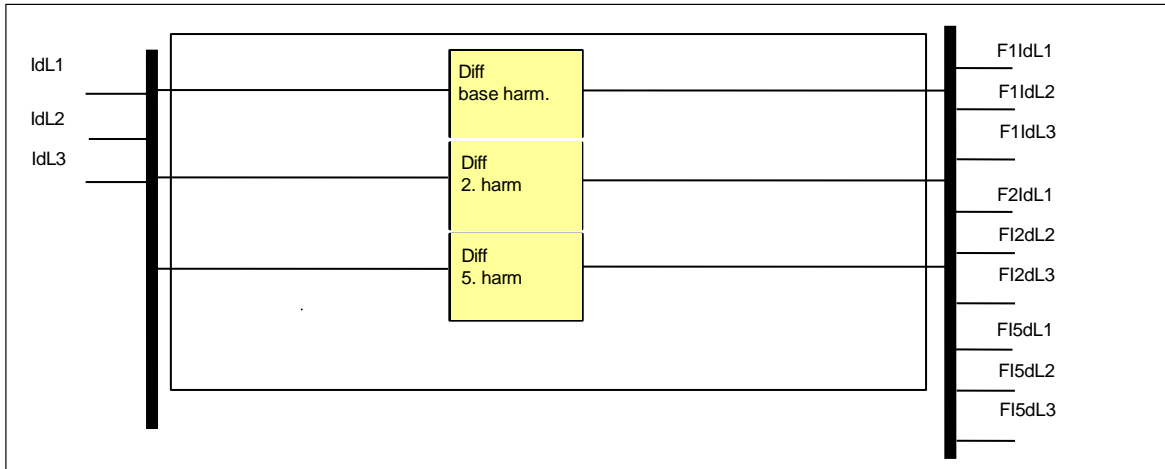 IdL1
IdL2
IdL3
Diff
base harm.
Diff
2. harm
Diff
5. harm
.
F1IdL1
F1IdL2
F1IdL3
F2IdL1
FI2dL2
FI2dL3
FI5dL1
FI5dL2
FI5dL3